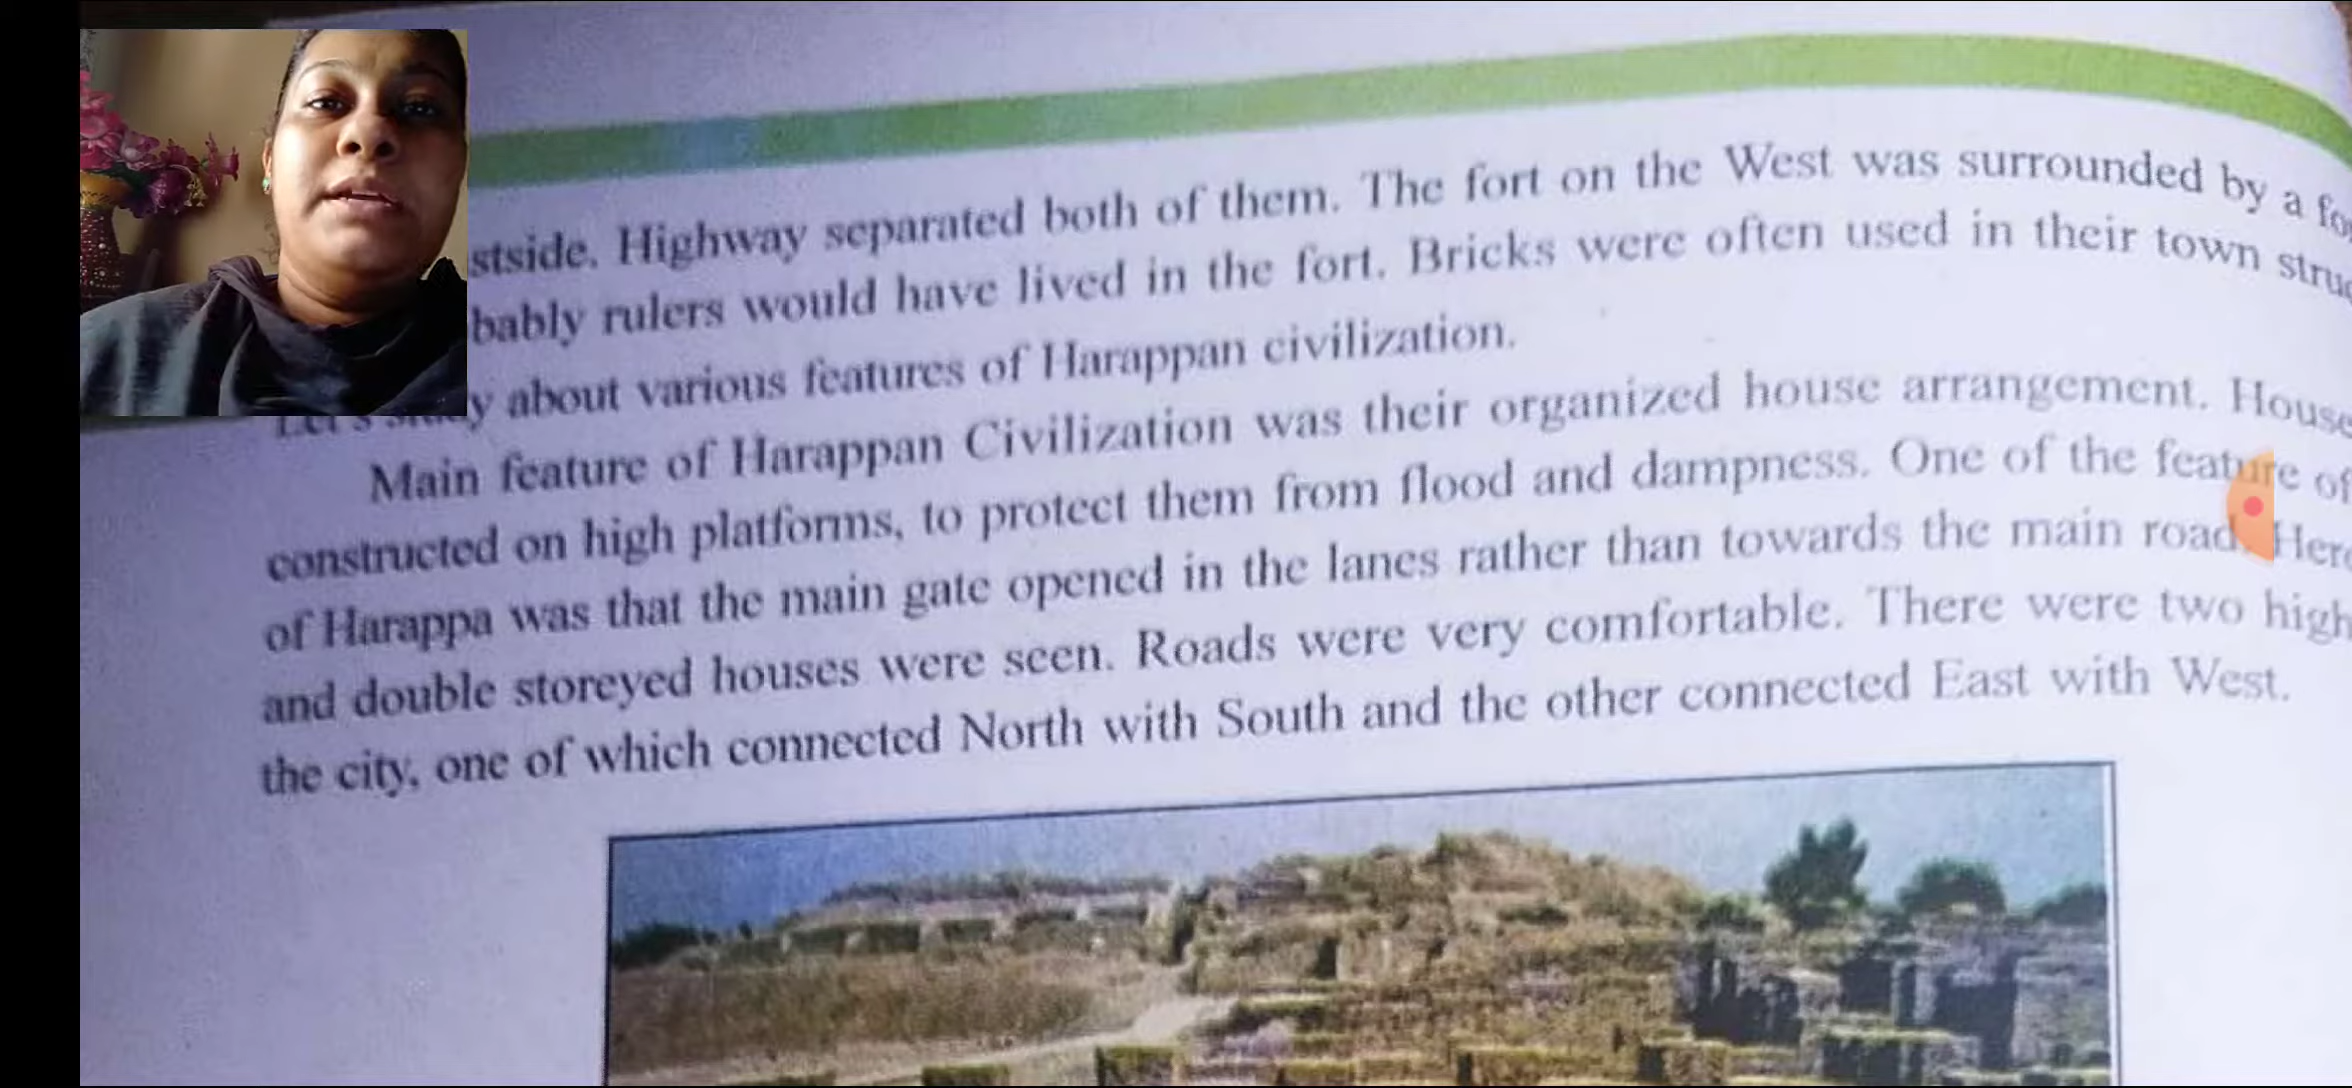 stside. Highway separated both of them. The fort on the West was surrounded by a
bably rulers would have lived in the fort. Bricks were often used in their town
Let's study about various features of Harappan civilization.
Main feature of Harappan Civilization was their organized house arrangement. House
constructed on high platforms, to protect them from flood and dampness. One of the feature of
of Harappa was that the main gate opened in the lanes rather than towards the main road. Her
and double storeyed houses were seen. Roads were very comfortable. There were two high
the city, one of which connected North with South and the other connected East with West.